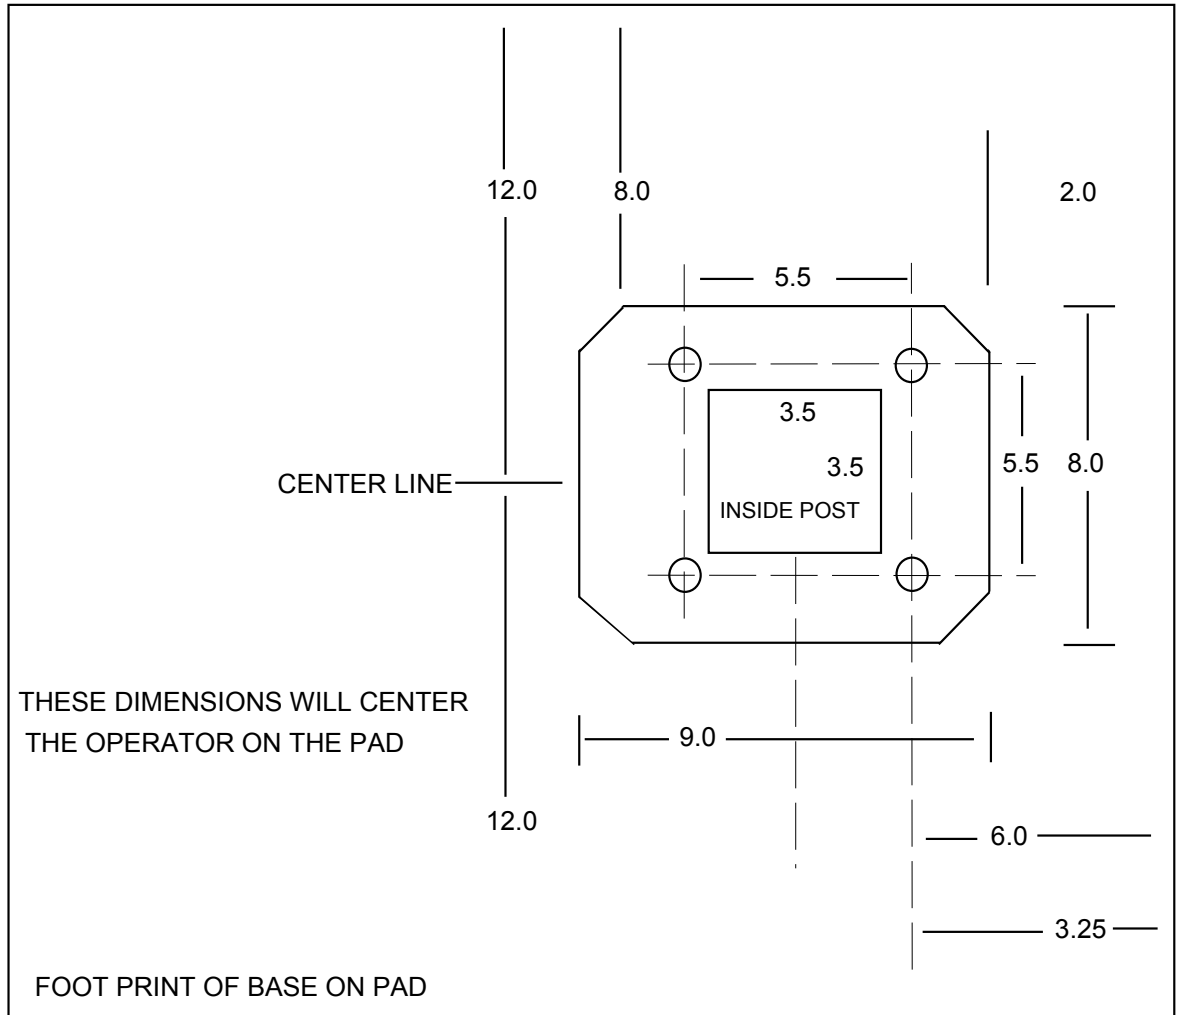 12.0
8.0
2.0
5.5
3.5
3.5
5.5
8.0
CENTER LINE
INSIDE POST
THESE DIMENSIONS WILL CENTER
THE OPERATOR ON THE PAD
9.0
12.0
6.0
3.25
FOOT PRINT OF BASE ON PAD